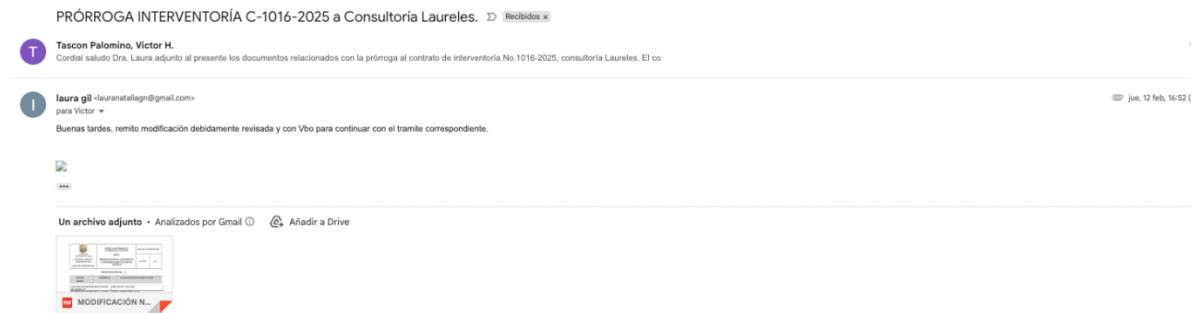 PRÓRROGA INTERVENTORÍA C-1016-2025 a Consultoría Laureles. Recibidos x
T
Tascon Palomino, Victor H.
Cordial saludo Dra. Laura adjunto al presente los documentos relacionados con la prórroga al contrato de interventoría No.1016-2025, consultoría Laureles. El co
l
laura gil <lauranataliagn@gmail.com>
jue, 12 feb, 16:52 (
para Víctor
Buenas tardes, remito modificación debidamente revisada y con Vbo para continuar con el tramite correspondiente.
Un archivo adjunto • Analizados por Gmail
Añadir a Drive
PDF MODIFICACIÓN N...